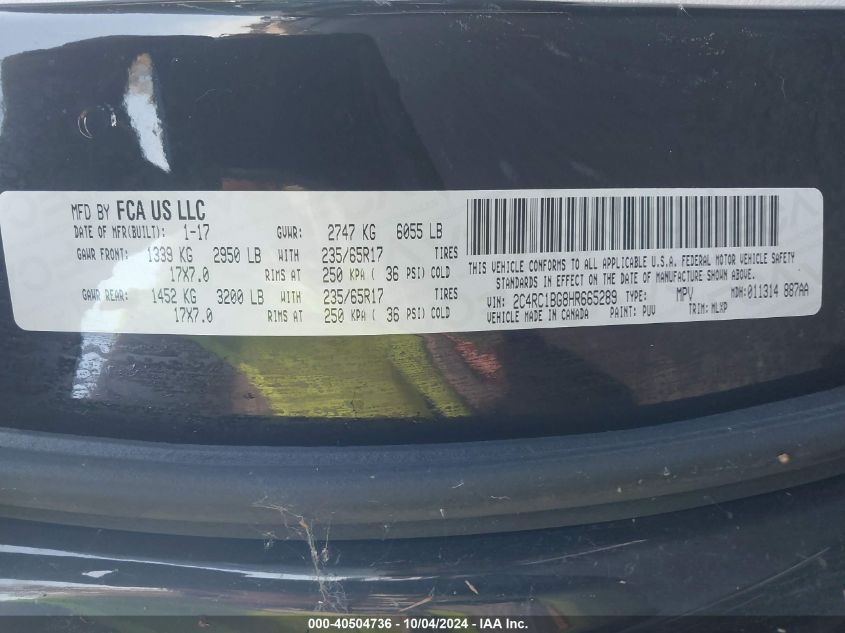 MFD BY FCA US LLC
DATE OF MFR(BUILT): 1-17 GVWR: 2747 KG 6055 LB
GAWR FRONT: 1339 KG 2950 LB WITH 235/65R17 TIRES
17X7.0 RIMS AT 250 KPA ( 36 PSI) COLD
GAWR REAR: 1452 KG 3200 LB WITH 235/65R17 TIRES
17X7.0 RIMS AT 250 KPA ( 36 PSI) COLD
THIS VEHICLE CONFORMS TO ALL APPLICABLE U.S.A. FEDERAL MOTOR VEHICLE SAFETY
STANDARDS IN EFFECT ON THE DATE OF MANUFACTURE SHOWN ABOVE.
VIN: 2C4RC1BG8HR665289 TYPE: MPV MDH: 011314 887AA
VEHICLE MADE IN CANADA PAINT: PUV TRIM: MLXP
000-40504736 - 10/04/2024 - IAA Inc.